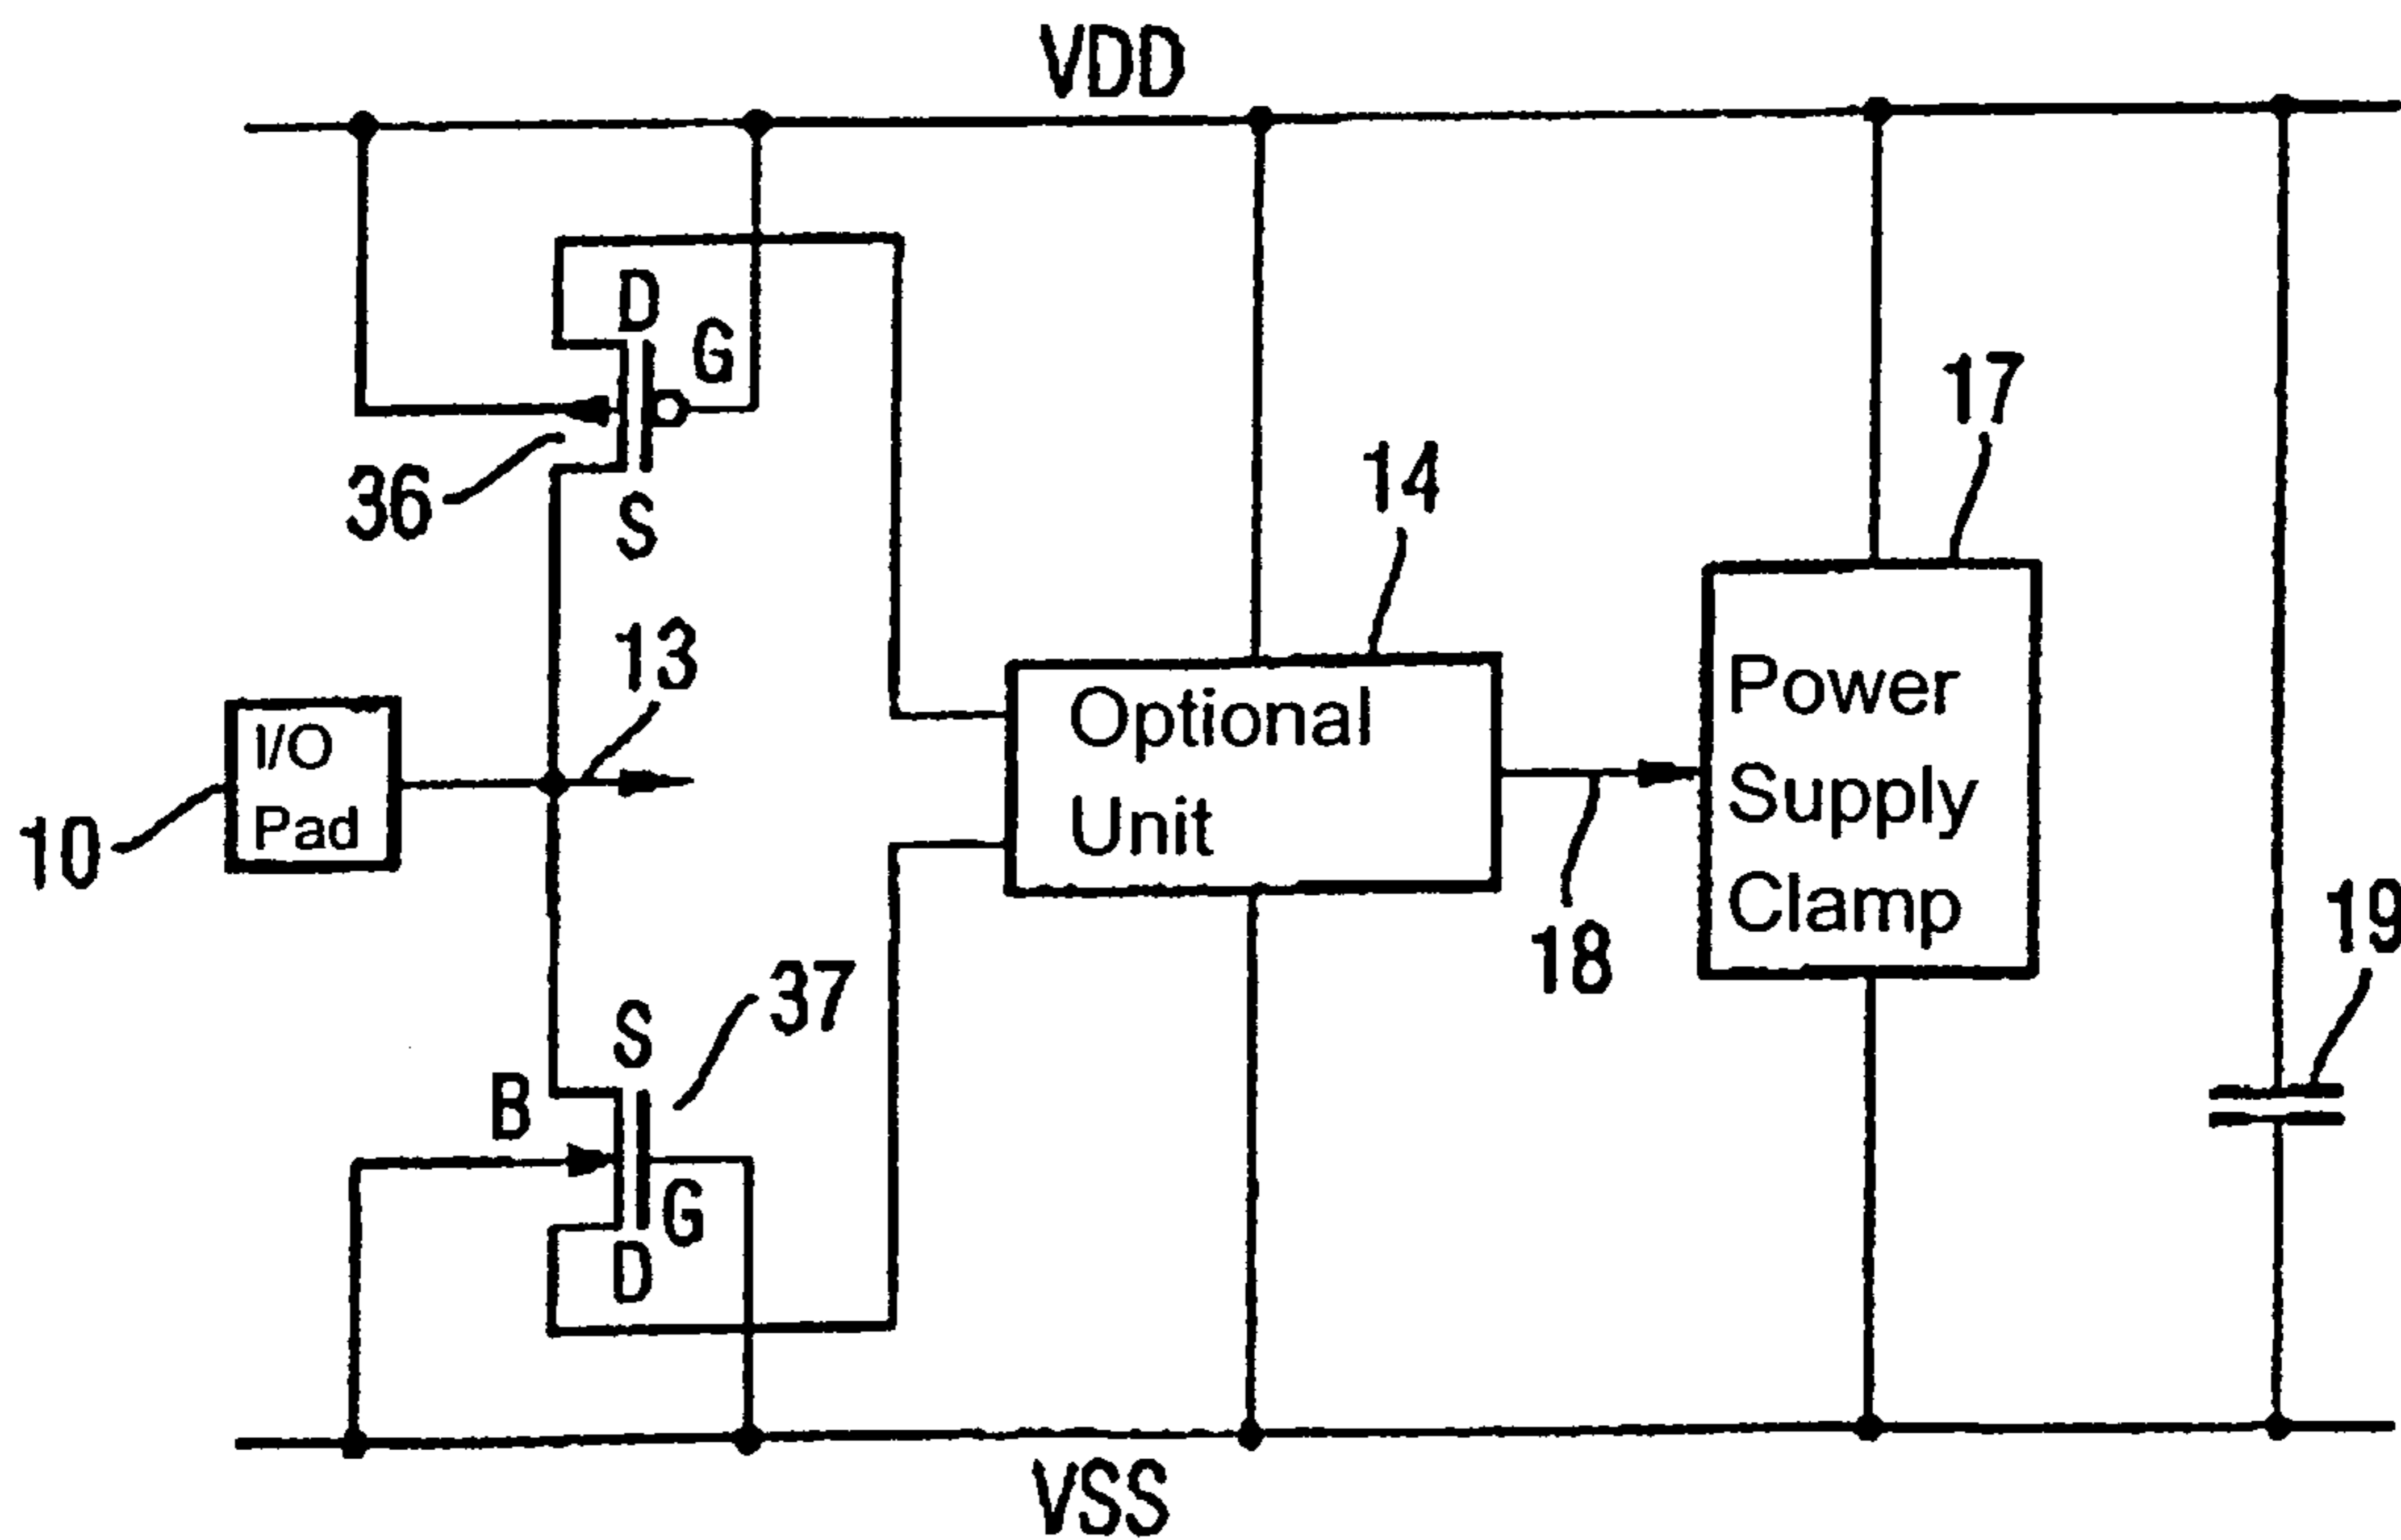 VDD
D
G
17
36
S
14
13
I/O
Pad
10
Optional
Unit
Power
Supply
Clamp
18
19
S
37
B
G
D
VSS